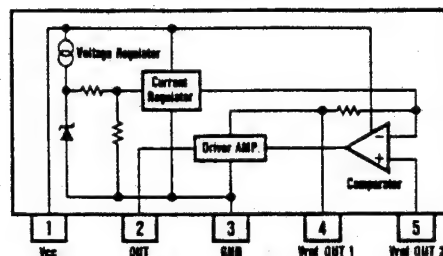 Voltage Regulator
Current
Regulator
Driver AMP.
−
+
Comparator
1 2 3 4 5
Vcc OUT GND Vref OUT 1 Vref OUT 2